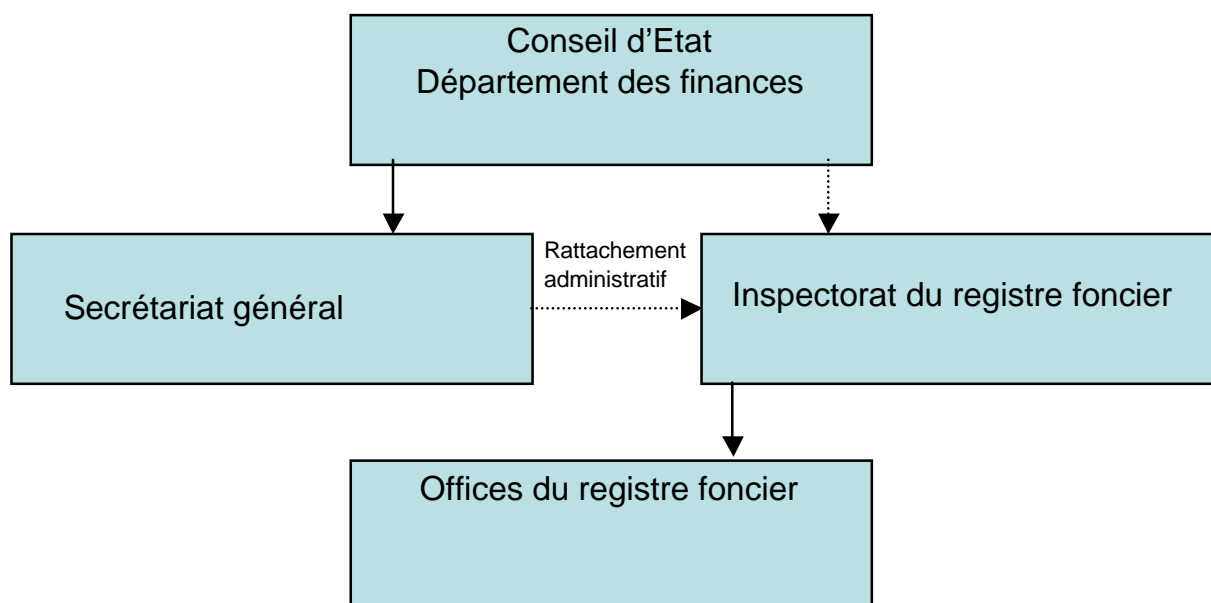 Conseil d'Etat
Département des finances
Secrétariat général
Rattachement
administratif
Inspectorat du registre foncier
Offices du registre foncier